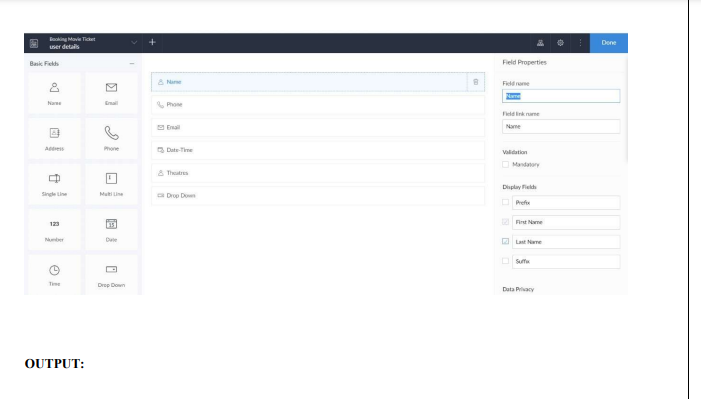 Booking Movie Ticket
user details
Done
Basic Fields
Name
Email
Address
Phone
Single Line
Multi Line
123
Number
15
Date
Time
Drop Down
Name
Phone
Email
Date-Time
Theatres
Drop Down
Field Properties
Field name
Name
Field link name
Name
Validation
Mandatory
Display Fields
Prefix
First Name
Last Name
Suffix
Data Privacy
OUTPUT: